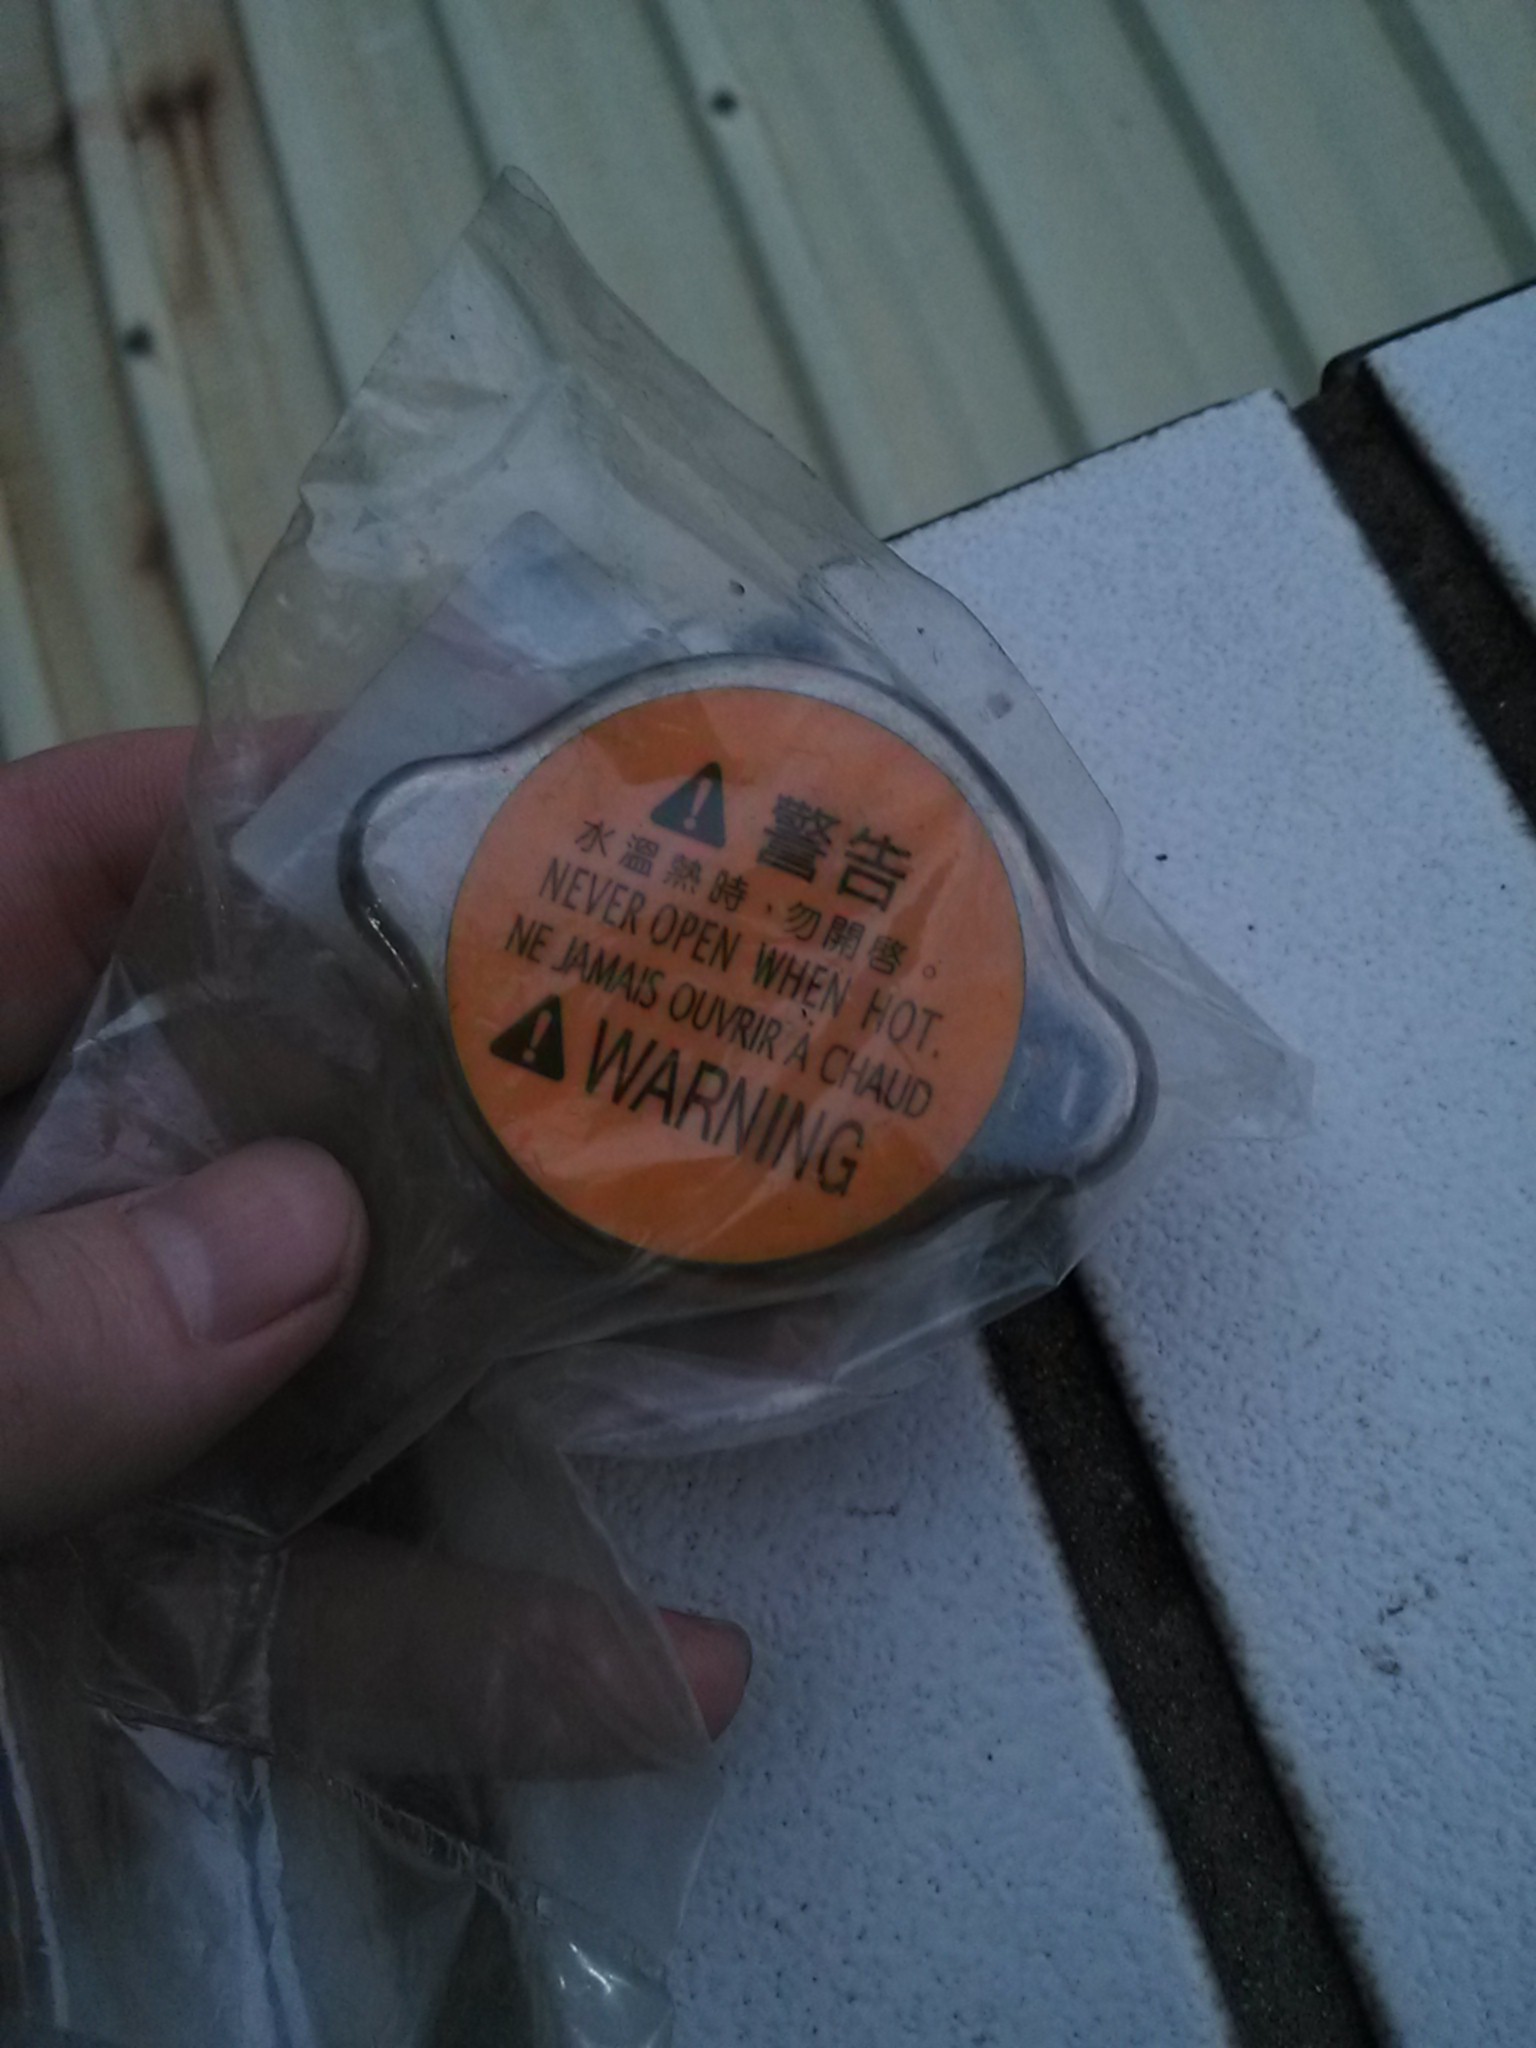 警告
水溫熱時、勿開啓。
NEVER OPEN WHEN HOT.
NE JAMAIS OUVRIR À CHAUD
WARNING